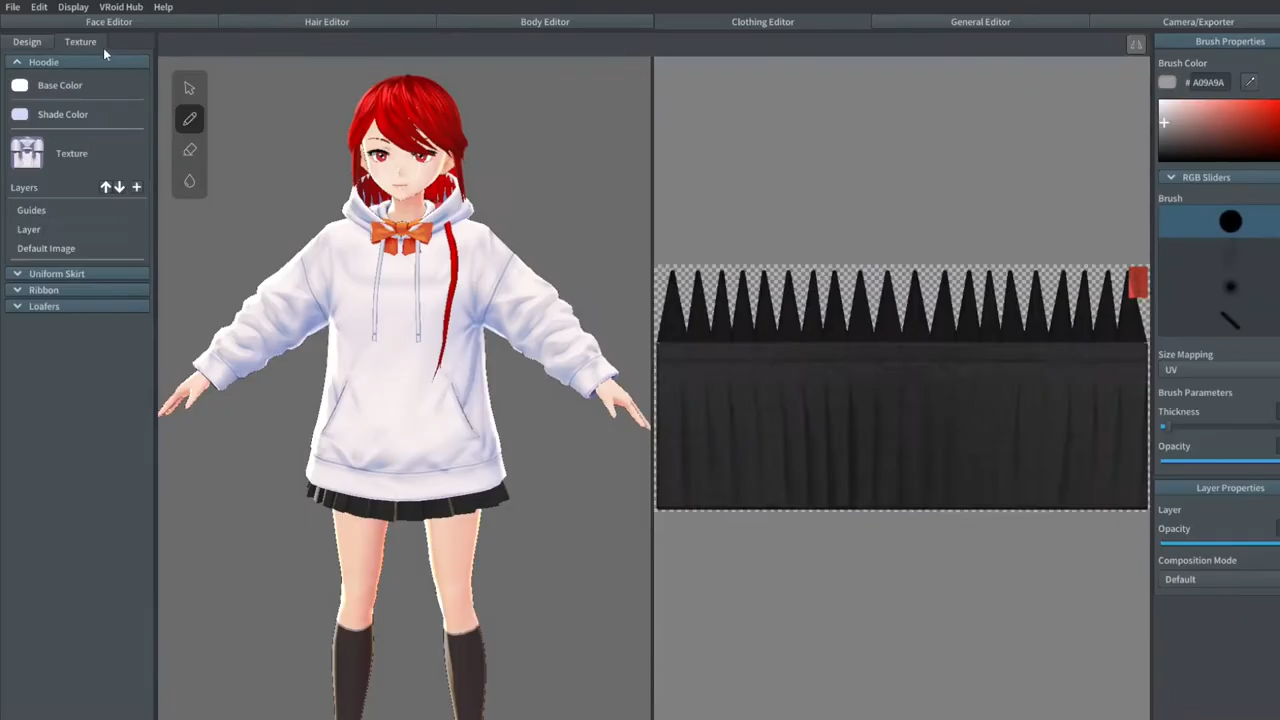 File Edit Display VRoid Hub Help
Face Editor Hair Editor Body Editor Clothing Editor General Editor Camera/Exporter
Design Texture
Hoodie
Base Color
Shade Color
Texture
Layers
Guides
Layer
Default Image
Uniform Skirt
Ribbon
Loafers
Brush Properties
Brush Color
# A09A9A
RGB Sliders
Brush
Size Mapping
UV
Brush Parameters
Thickness
Opacity
Layer Properties
Layer
Opacity
Composition Mode
Default